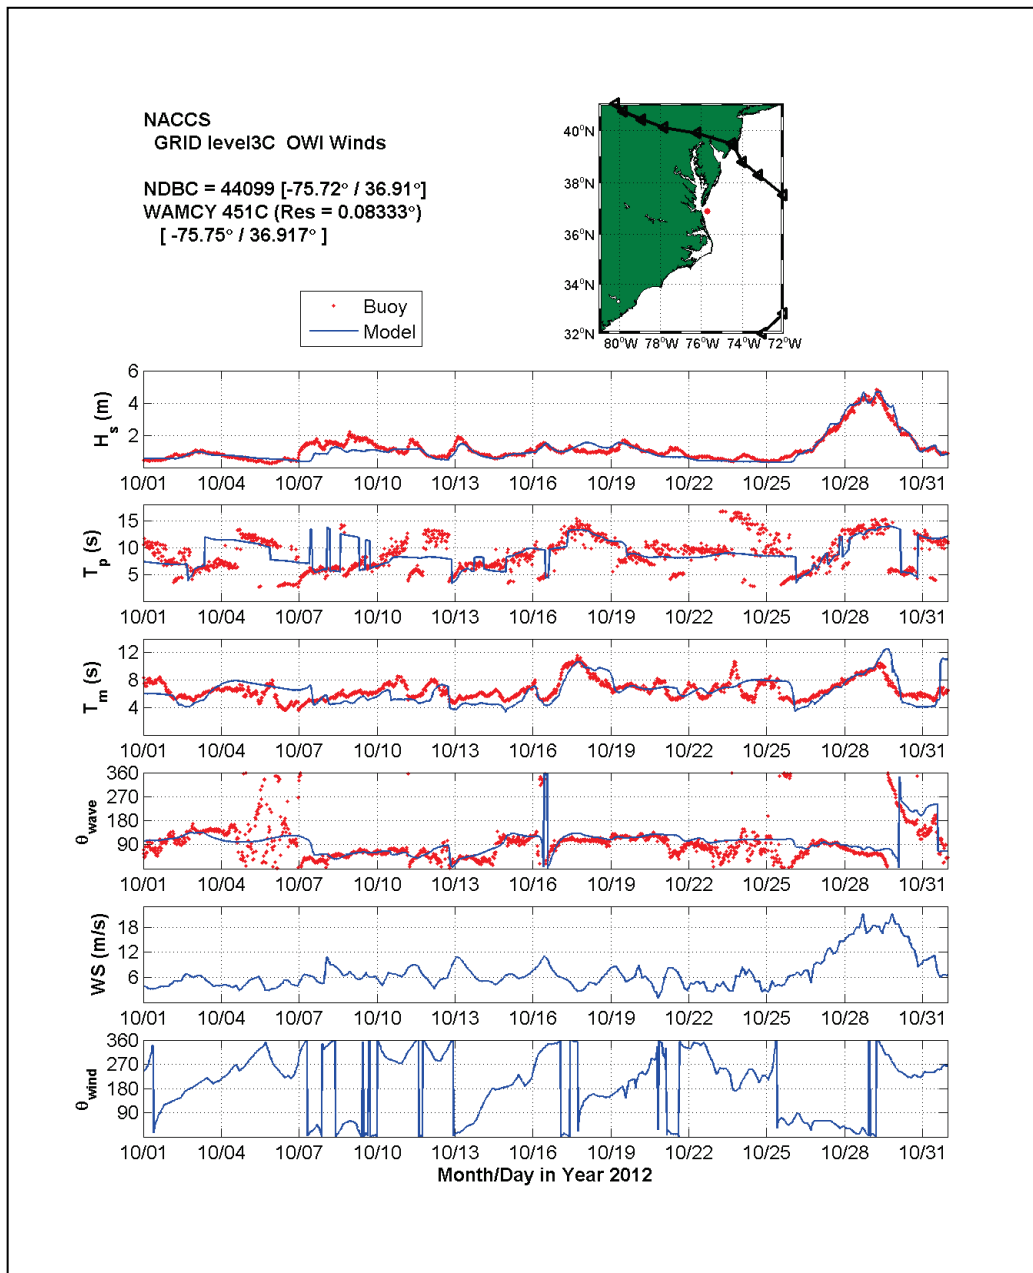 NACCS
GRID level3C OWI Winds
NDBC = 44099 [-75.72° / 36.91°]
WAMCY 451C (Res = 0.08333°)
[ -75.75° / 36.917° ]
40°N
38°N
36°N
34°N
32°N
80°W 78°W 76°W 74°W 72°W
Buoy
Model
Hs (m)
6
4
2
10/01 10/04 10/07 10/10 10/13 10/16 10/19 10/22 10/25 10/28 10/31
Tp (s)
15
10
5
10/01 10/04 10/07 10/10 10/13 10/16 10/19 10/22 10/25 10/28 10/31
Tm (s)
12
8
4
10/01 10/04 10/07 10/10 10/13 10/16 10/19 10/22 10/25 10/28 10/31
θwave
360
270
180
90
10/01 10/04 10/07 10/10 10/13 10/16 10/19 10/22 10/25 10/28 10/31
WS (m/s)
18
12
6
10/01 10/04 10/07 10/10 10/13 10/16 10/19 10/22 10/25 10/28 10/31
θwind
360
270
180
90
10/01 10/04 10/07 10/10 10/13 10/16 10/19 10/22 10/25 10/28 10/31
Month/Day in Year 2012